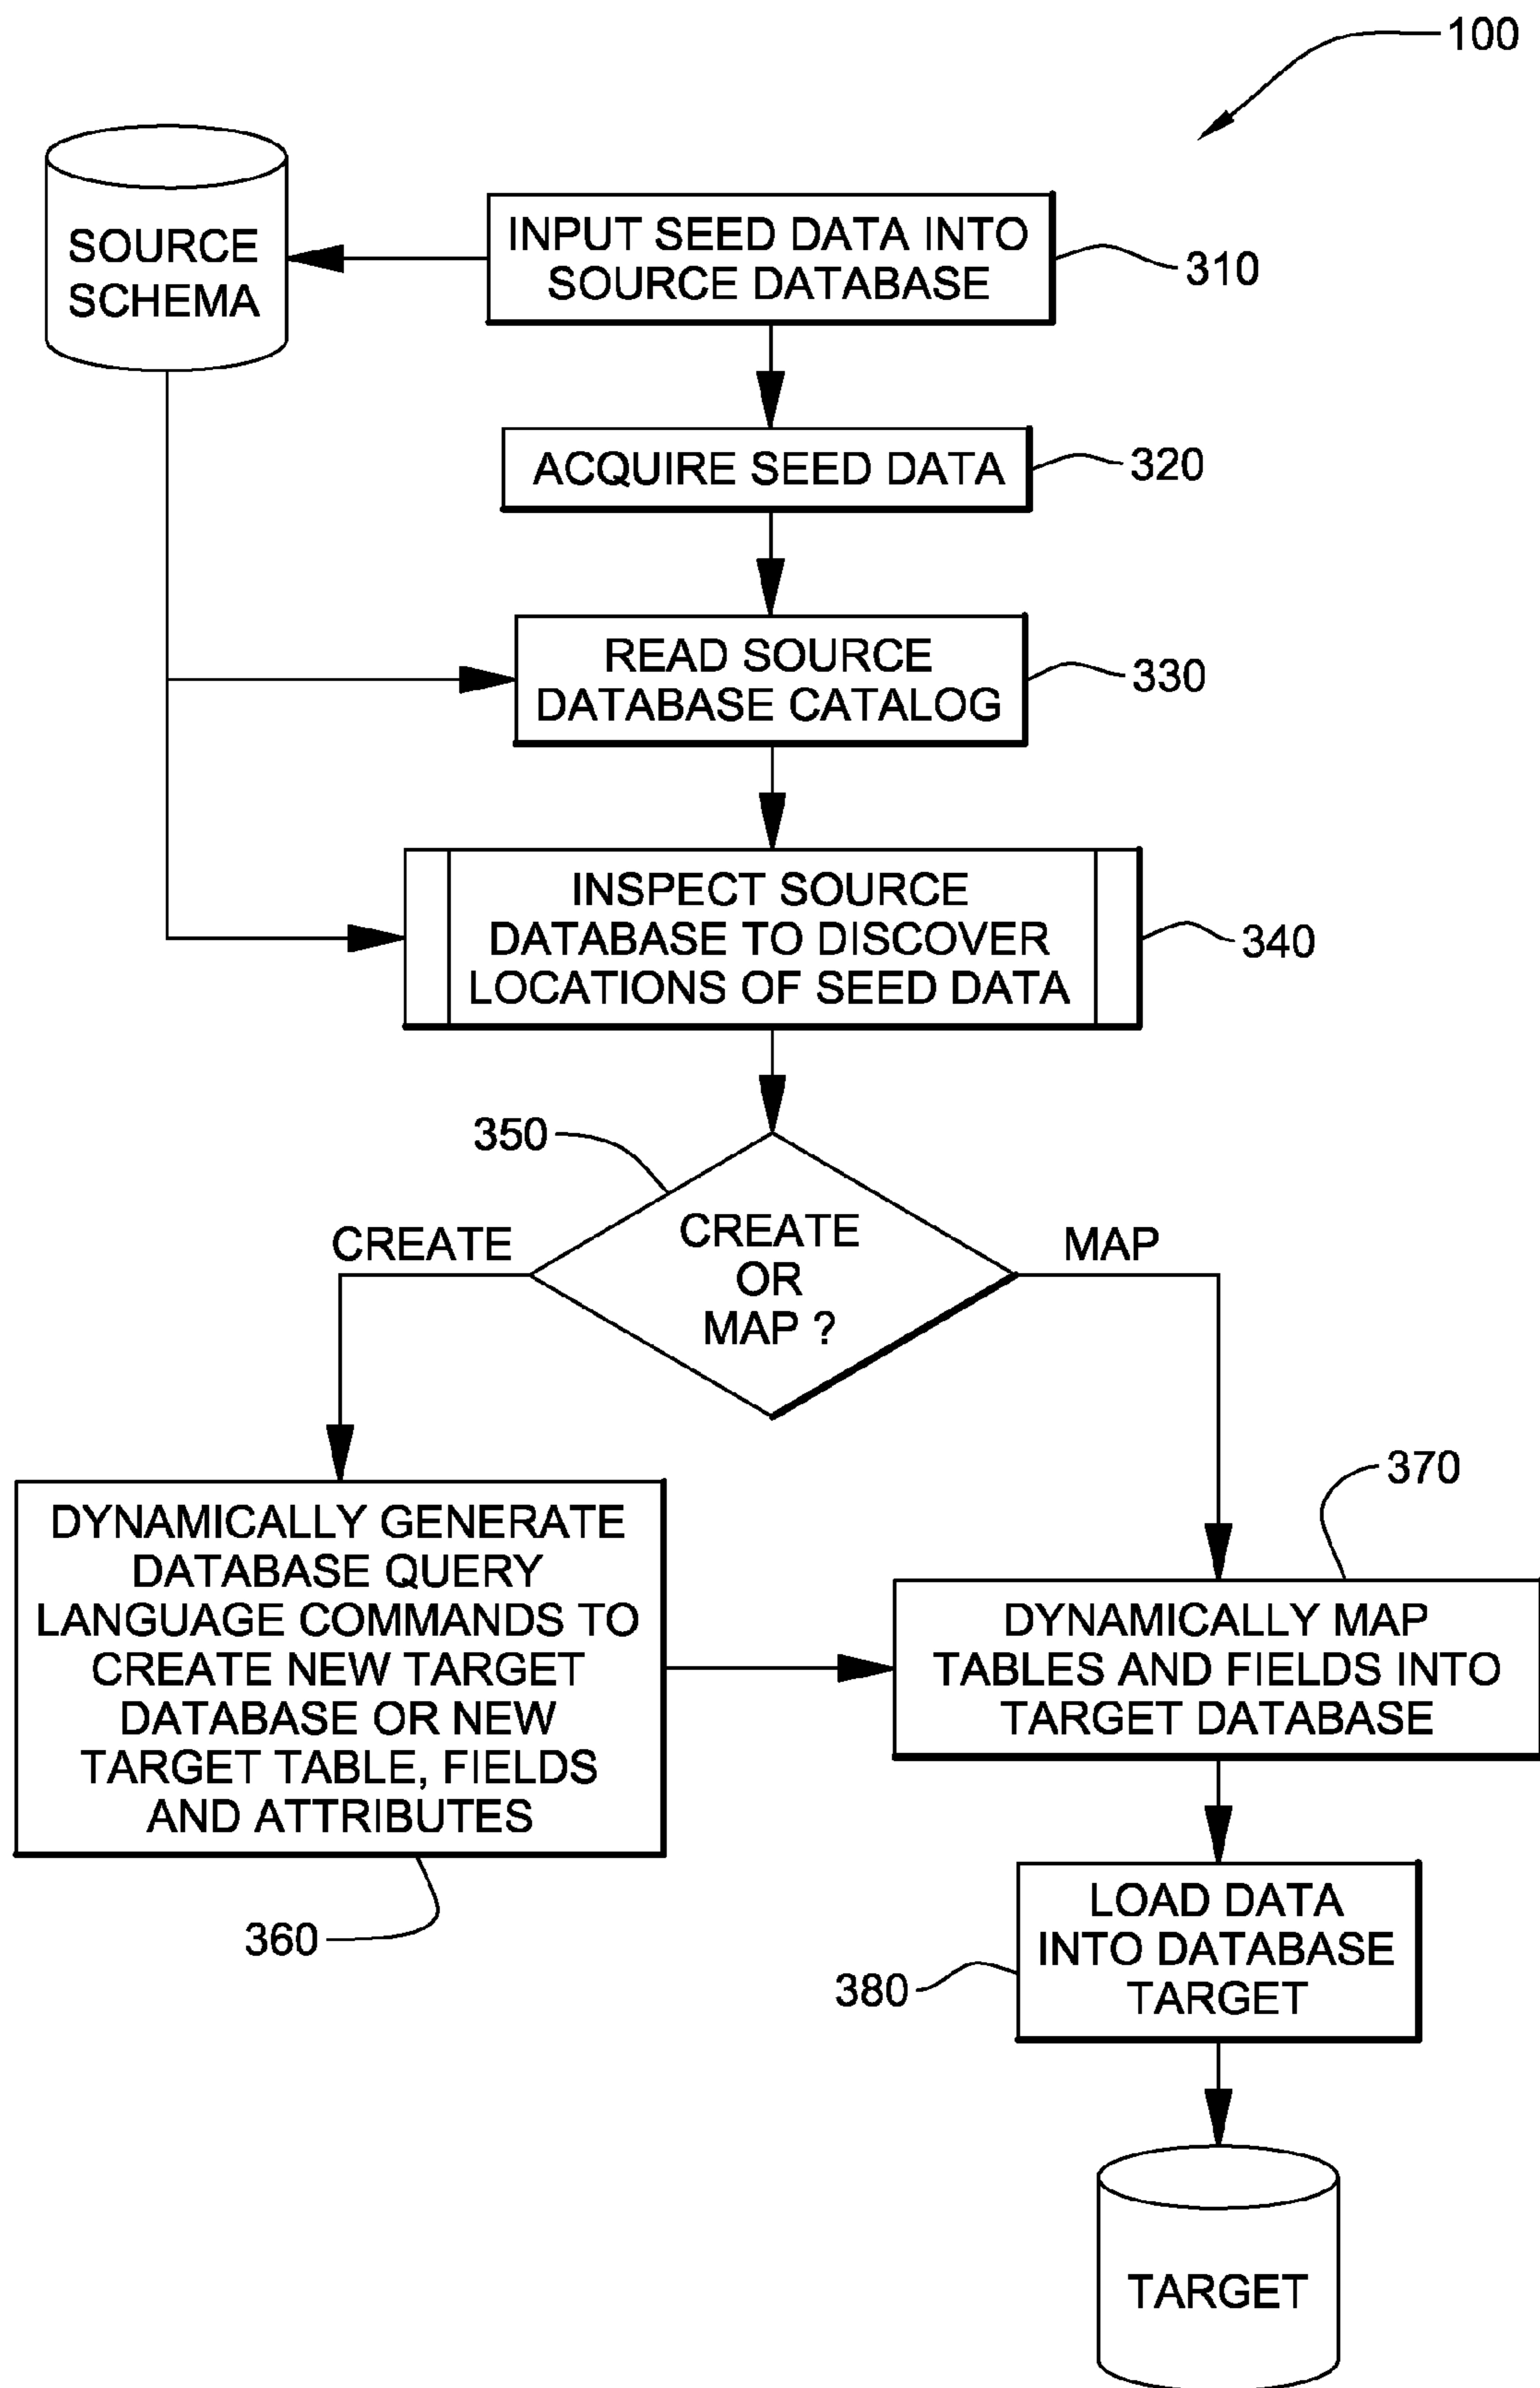 100
SOURCE
SCHEMA
INPUT SEED DATA INTO
SOURCE DATABASE
310
ACQUIRE SEED DATA
320
READ SOURCE
DATABASE CATALOG
330
INSPECT SOURCE
DATABASE TO DISCOVER
LOCATIONS OF SEED DATA
340
350
CREATE
CREATE
OR
MAP ?
MAP
DYNAMICALLY GENERATE
DATABASE QUERY
LANGUAGE COMMANDS TO
CREATE NEW TARGET
DATABASE OR NEW
TARGET TABLE, FIELDS
AND ATTRIBUTES
360
370
DYNAMICALLY MAP
TABLES AND FIELDS INTO
TARGET DATABASE
LOAD DATA
INTO DATABASE
TARGET
380
TARGET